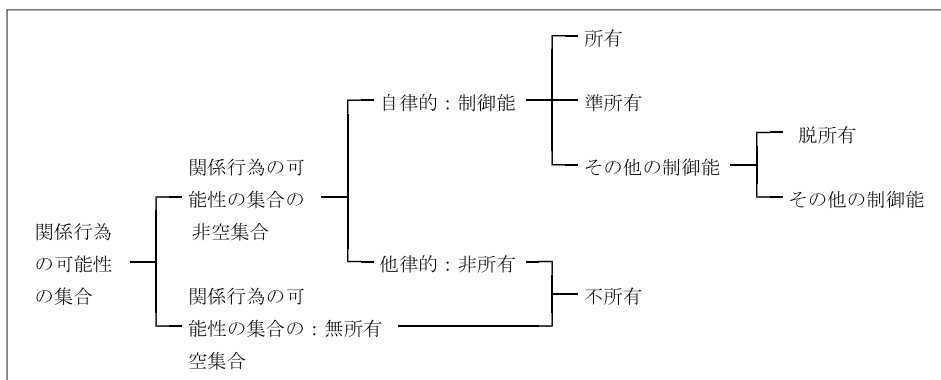 所有
自律的：制御能
準所有
脱所有
関係行為の可
能性の集合の
非空集合
その他の制御能
その他の制御能
関係行為
の可能性
の集合
他律的：非所有
関係行為の可
能性の集合の：無所有
空集合
不所有